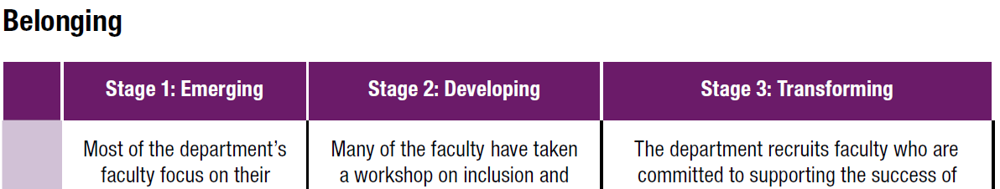 Belonging
Stage 1: Emerging
Stage 2: Developing
Stage 3: Transforming
Most of the department’s
faculty focus on their
Many of the faculty have taken
a workshop on inclusion and
The department recruits faculty who are
committed to supporting the success of